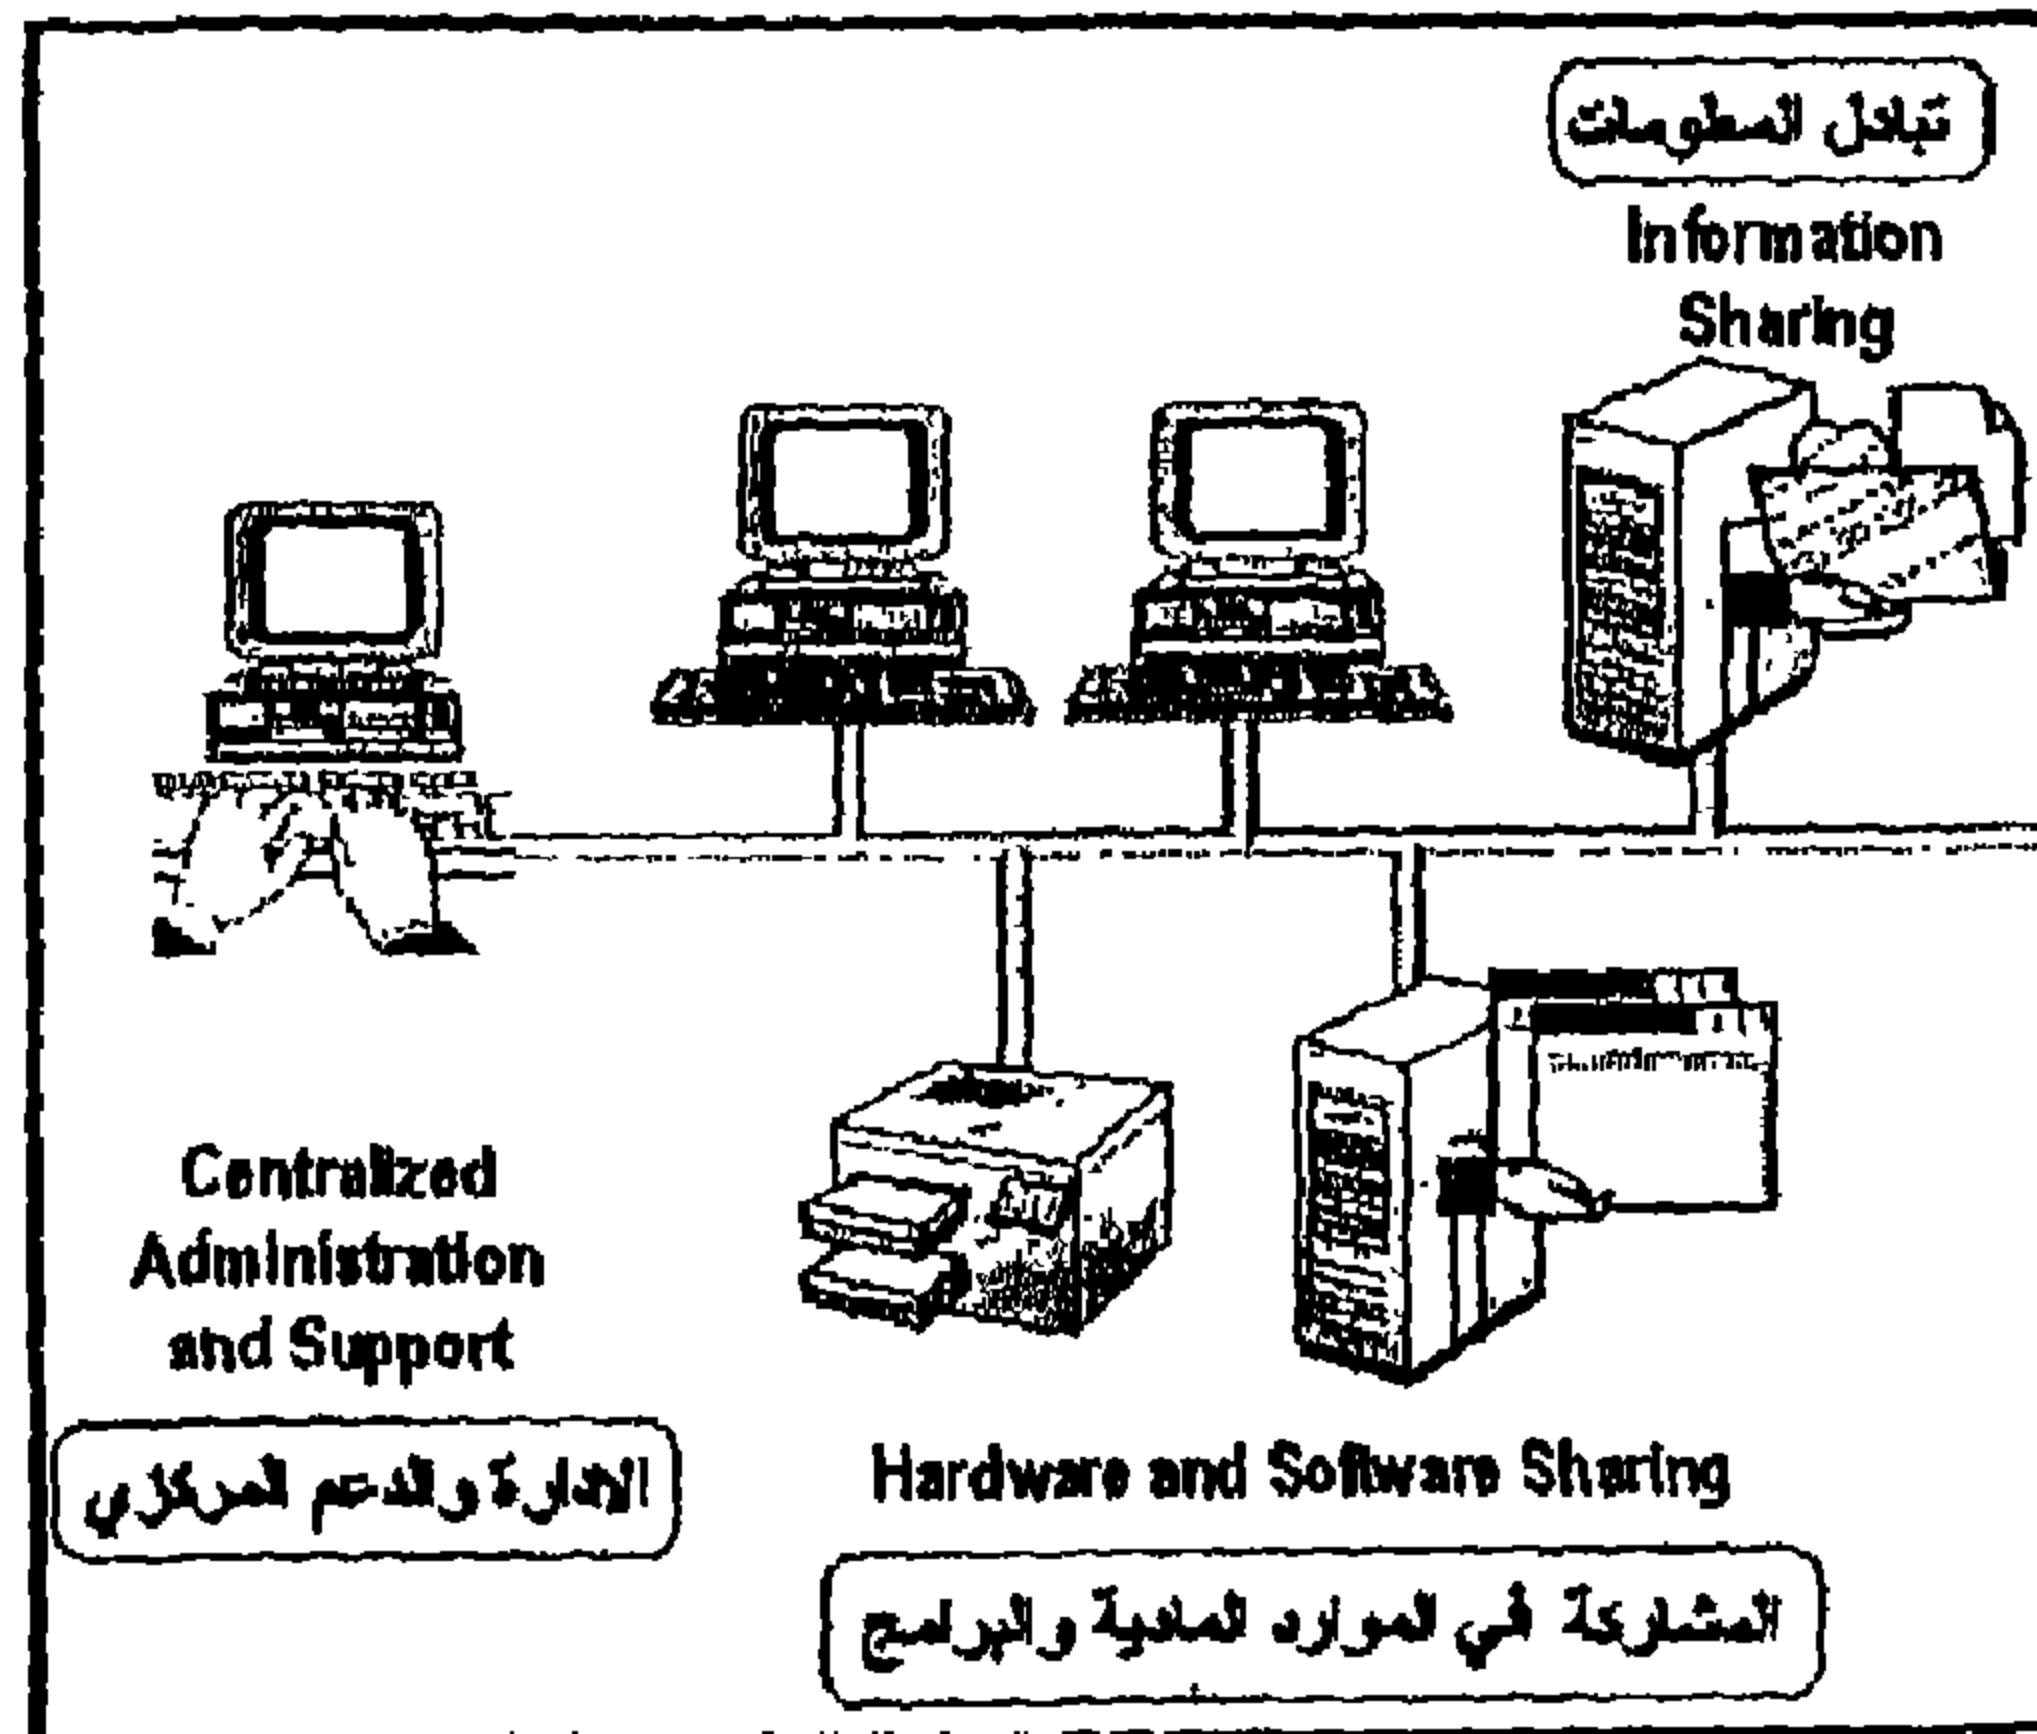 تبادل المعلومات
Information
Sharing
Centralized
Administration
and Support
الادارة والدعم المركزي
Hardware and Software Sharing
المشاركة في الموارد المادية والبرامج